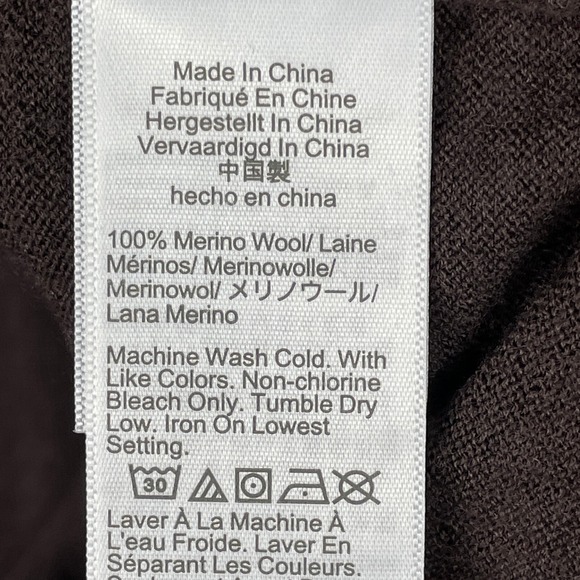 Made In China
Fabriqué En Chine
Hergestellt In China
Vervaardigd In China
中国製
hecho en china
100% Merino Wool/ Laine
Mérinos/ Merinowolle/
Merinowol/ メリノウール/
Lana Merino
Machine Wash Cold. With
Like Colors. Non-chlorine
Bleach Only. Tumble Dry
Low. Iron On Lowest
Setting.
30
Laver À La Machine À
L'eau Froide. Laver En
Séparant Les Couleurs.